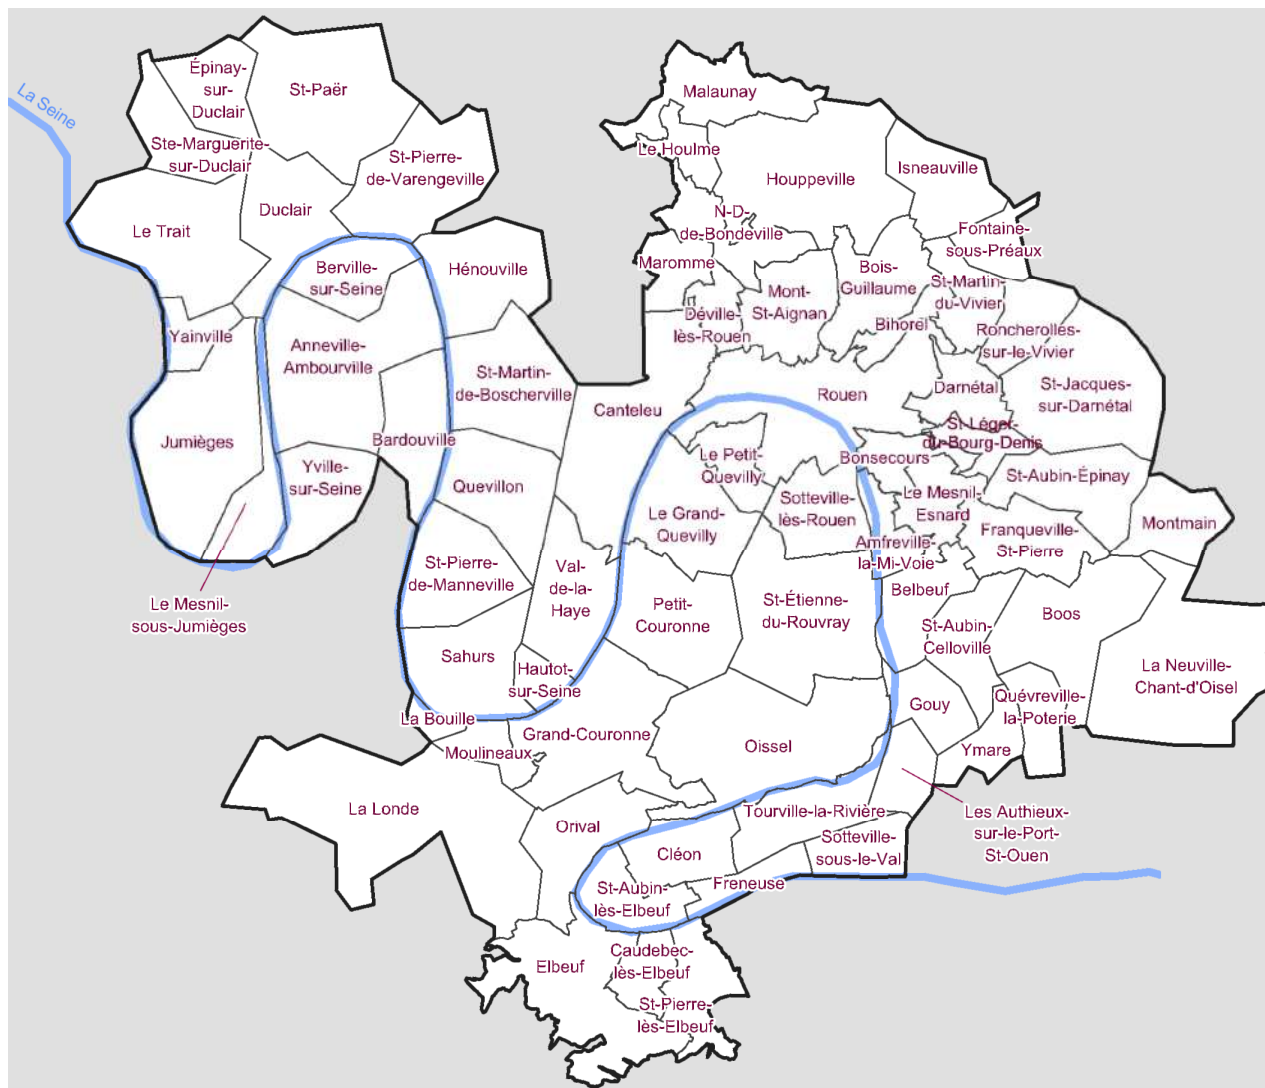 La Seine
Épinay-
sur-
Duclair
St-Paër
Ste-Marguerite-
sur-Duclair
St-Pierre-
de-Varengeville
Duclair
Le Trait
Berville-
sur-Seine
Hénouville
Yainville
Anneville-
Ambourville
St-Martin-
de-Boscherville
Jumièges
Bardouville
Yville-
sur-Seine
Quevillon
Le Mesnil-
sous-Jumièges
St-Pierre-
de-Manneville
Val-
de-la-
Haye
Sahurs
Hautot-
sur-Seine
Malaunay
Le Houlme
Houppeville
Isneauville
N-D-
de-Bondeville
Fontaine-
sous-Préaux
Maromme
Mont-
St-Aignan
Bois-
Guillaume
St-Martin-
du-Vivier
Déville-
lès-Rouen
Bihorel
Roncherolles-
sur-le-Vivier
Canteleu
Rouen
Darnétal
St-Jacques-
sur-Darnétal
St-Léger-
du-Bourg-Denis
Le Petit-
Quevilly
Bonsecours
Sotteville-
lès-Rouen
Le Mesnil-
Esnard
St-Aubin-Épinay
Le Grand-
Quevilly
Franqueville-
St-Pierre
Montmain
Amfreville-
la-Mi-Voie
Belbeuf
Petit-
Couronne
St-Étienne-
du-Rouvray
St-Aubin-
Celloville
Boos
La Neuville-
Chant-d'Oisel
Quévreville-
la-Poterie
Gouy
Ymare
La Bouille
Moulineaux
Grand-Couronne
Oissel
La Londe
Orival
Tourville-la-Rivière
Les Authieux-
sur-le-Port-
St-Ouen
Cléon
Sotteville-
sous-le-Val
St-Aubin-
lès-Elbeuf
Freneuse
Elbeuf
Caudebec-
lès-Elbeuf
St-Pierre-
lès-Elbeuf